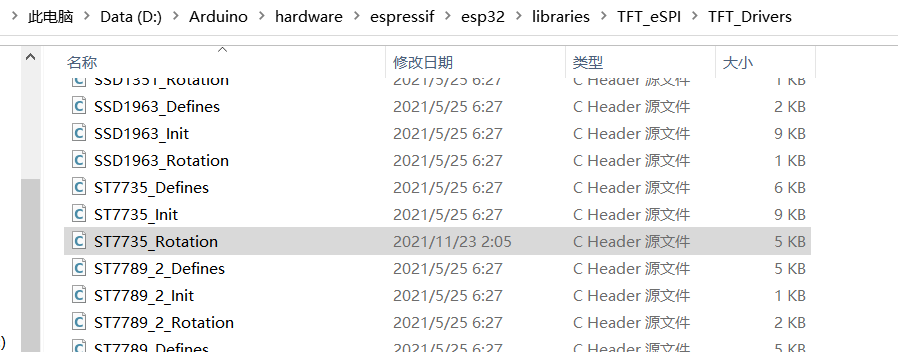 此电脑 > Data (D:) > Arduino > hardware > espressif > esp32 > libraries > TFT_eSPI > TFT_Drivers
名称 修改日期 类型 大小
SSD1351_Rotation 2021/5/25 6:27 C Header 源文件 1 KB
SSD1963_Defines 2021/5/25 6:27 C Header 源文件 2 KB
SSD1963_Init 2021/5/25 6:27 C Header 源文件 9 KB
SSD1963_Rotation 2021/5/25 6:27 C Header 源文件 1 KB
ST7735_Defines 2021/5/25 6:27 C Header 源文件 6 KB
ST7735_Init 2021/5/25 6:27 C Header 源文件 9 KB
ST7735_Rotation 2021/11/23 2:05 C Header 源文件 5 KB
ST7789_2_Defines 2021/5/25 6:27 C Header 源文件 5 KB
ST7789_2_Init 2021/5/25 6:27 C Header 源文件 1 KB
ST7789_2_Rotation 2021/5/25 6:27 C Header 源文件 2 KB
)
ST7789_Defines 2021/5/25 6:27 C Header 源文件 5 KB